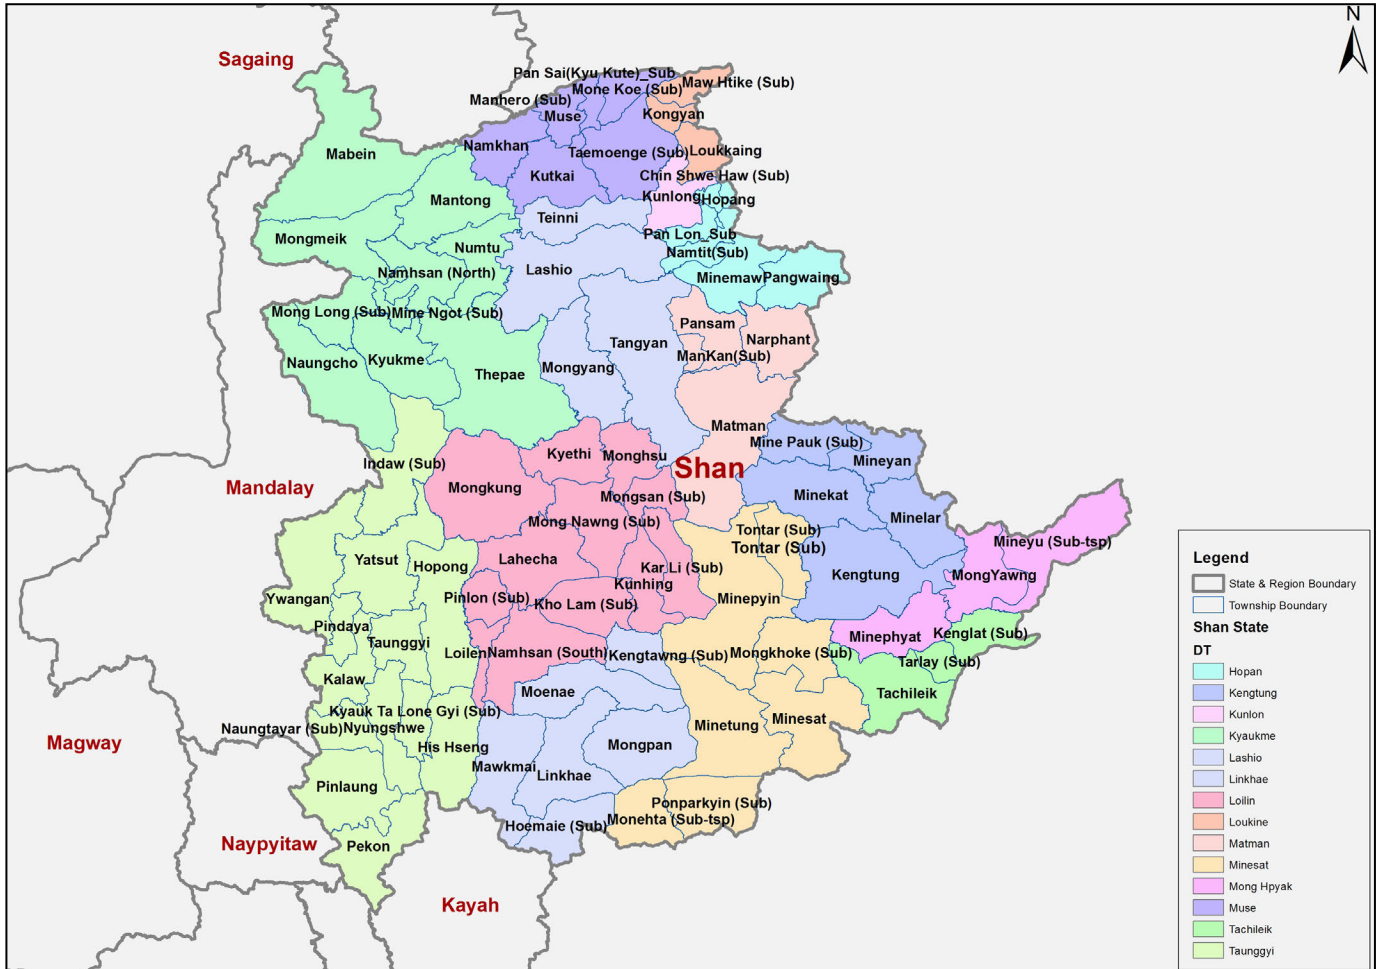 N
Sagaing
Pan Sai(Kyu Kute)_Sub
Maw Htike (Sub)
Mone Koe (Sub)
Manhero (Sub)
Muse
Kongyan
Namkhan
Taemoenge (Sub)
Loukkaing
Mabein
Kutkai
Chin Shwe Haw (Sub)
Mantong
Kunlong
Hopang
Teinni
Pan Lon_Sub
Mongmeik
Numtu
Namtit(Sub)
Namhsan (North)
Lashio
Minemaw
Pangwaing
Mong Long (Sub)
Mine Ngot (Sub)
Pansam
Tangyan
Narphant
ManKan(Sub)
Naungcho
Kyukme
Mongyang
Thepae
Matman
Mine Pauk (Sub)
Kyethi
Monghsu
Indaw (Sub)
Shan
Mineyan
Mandalay
Mongkung
Mongsan (Sub)
Minekat
Mong Nawng (Sub)
Minelar
Tontar (Sub)
Tontar (Sub)
Mineyu (Sub-tsp)
Yatsut
Hopong
Lahecha
Kar Li (Sub)
Kunhing
Kengtung
MongYawng
Ywangan
Pinlon (Sub)
Kho Lam (Sub)
Minepyin
Pindaya
Taunggyi
Minephyat
Kenglat (Sub)
Loilen
Namhsan (South)
Kengtawng (Sub)
Mongkhoke (Sub)
Tarlay (Sub)
Kalaw
Moenae
Tachileik
Kyauk Ta Lone Gyi (Sub)
Naungtayar (Sub)
Nyungshwe
Minetung
Minesat
Magway
His Hseng
Mongpan
Mawkmai
Linkhae
Pinlaung
Ponparkyin (Sub)
Monehta (Sub-tsp)
Hoemaie (Sub)
Naypyitaw
Pekon
Kayah
Legend
State & Region Boundary
Township Boundary
Shan State
DT
Hopan
Kengtung
Kunlon
Kyaukme
Lashio
Linkhae
Loilin
Loukine
Matman
Minesat
Mong Hpyak
Muse
Tachileik
Taunggyi